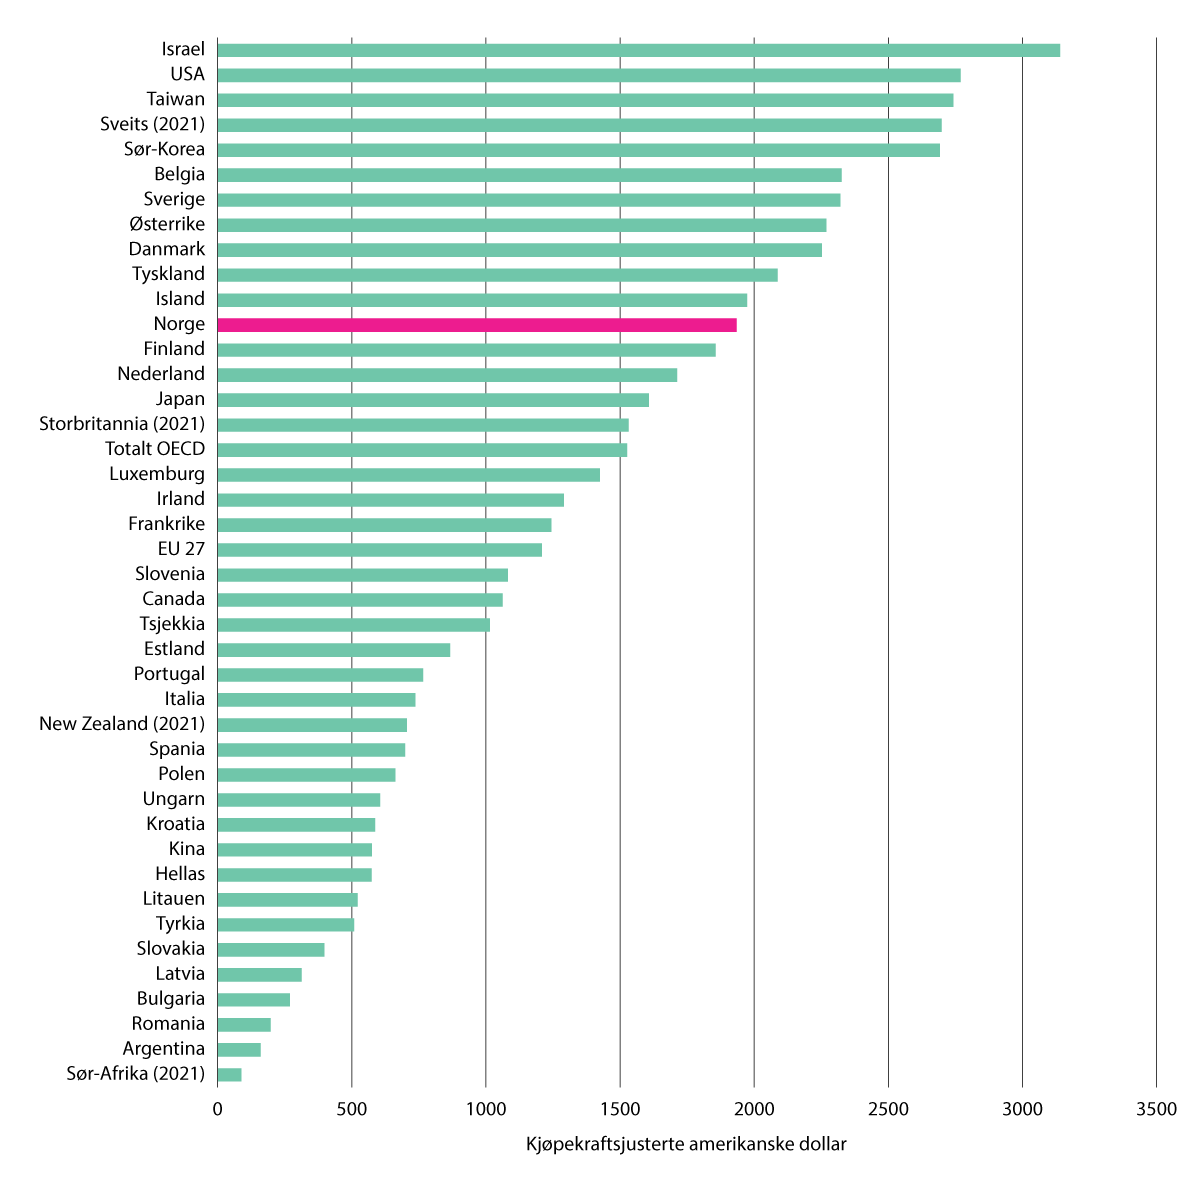 Israel
USA
Taiwan
Sveits (2021)
Sør-Korea
Belgia
Sverige
Østerrike
Danmark
Tyskland
Island
Norge
Finland
Nederland
Japan
Storbritannia (2021)
Totalt OECD
Luxemburg
Irland
Frankrike
EU 27
Slovenia
Canada
Tsjekkia
Estland
Portugal
Italia
New Zealand (2021)
Spania
Polen
Ungarn
Kroatia
Kina
Hellas
Litauen
Tyrkia
Slovakia
Latvia
Bulgaria
Romania
Argentina
Sør-Afrika (2021)
0 500 1000 1500 2000 2500 3000 3500
Kjøpekraftsjusterte amerikanske dollar